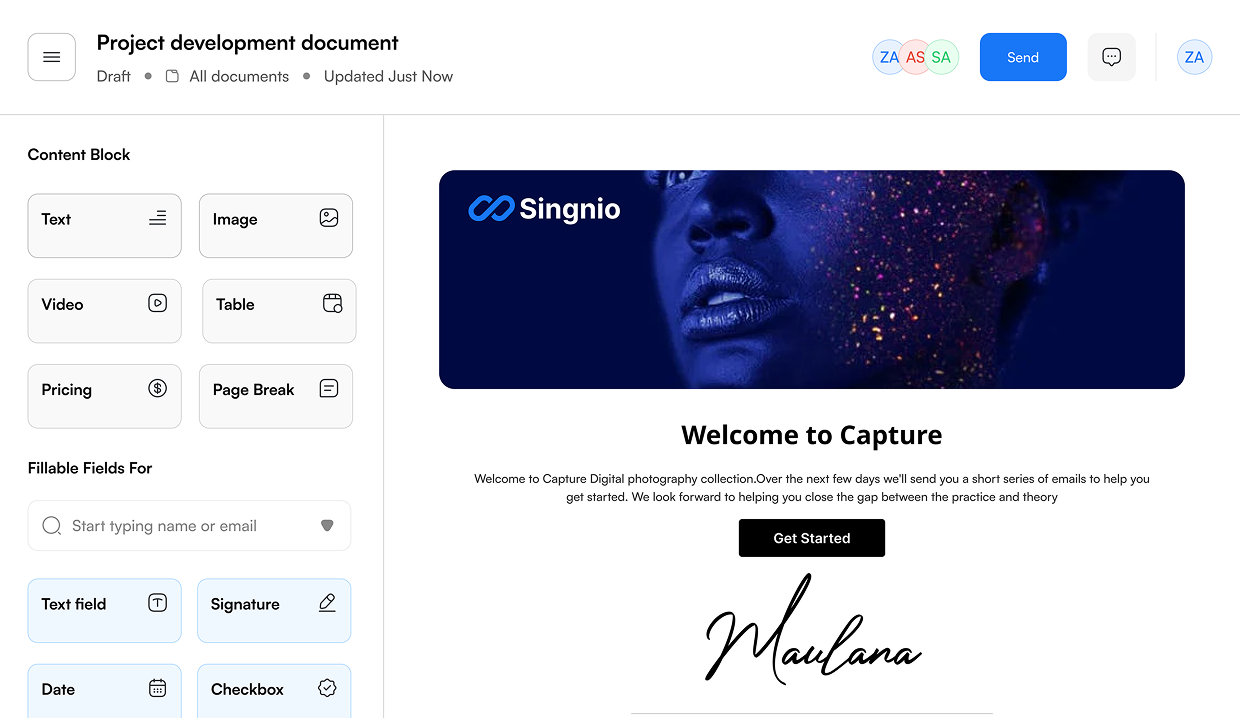 Project development document
Draft All documents Updated Just Now
ZA AS SA
Send
ZA
Content Block
Text
Image
Video
Table
Pricing
Page Break
Fillable Fields For
Start typing name or email
Text field
Signature
Date
Checkbox
Singnio
Welcome to Capture
Welcome to Capture Digital photography collection.Over the next few days we'll send you a short series of emails to help you
get started. We look forward to helping you close the gap between the practice and theory
Get Started
Maulana